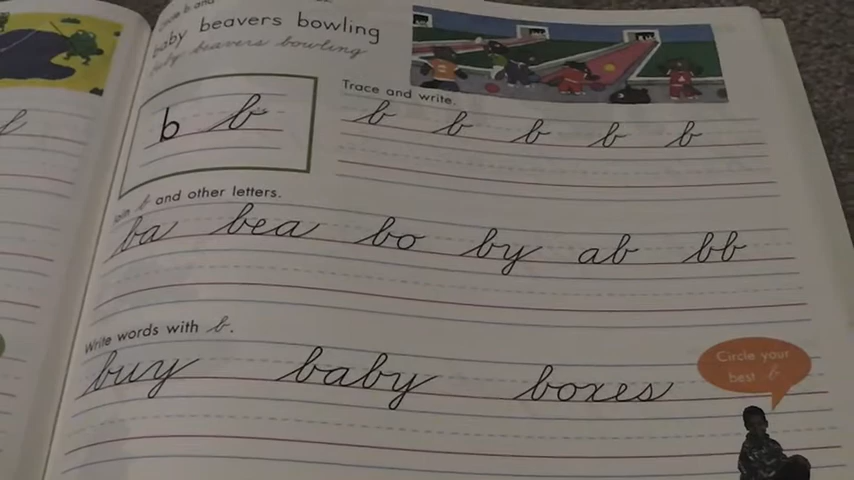 baby beavers bowling
baby beavers bowling
b b
Trace and write.
b b b b b
Join b and other letters.
ba bea bo by ab bb
Write words with b.
buy baby boxes
Circle your
best b